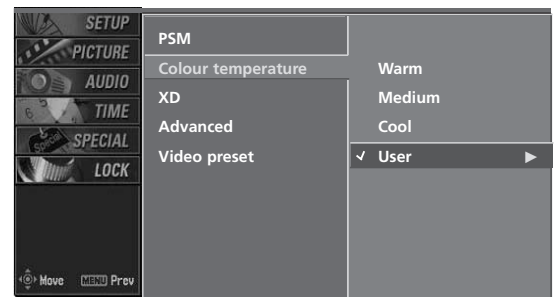 SETUP
PICTURE
AUDIO
TIME
SPECIAL
LOCK
Move MENU Prev
PSM
Colour temperature
XD
Advanced
Video preset
Warm
Medium
Cool
✓ User ▶